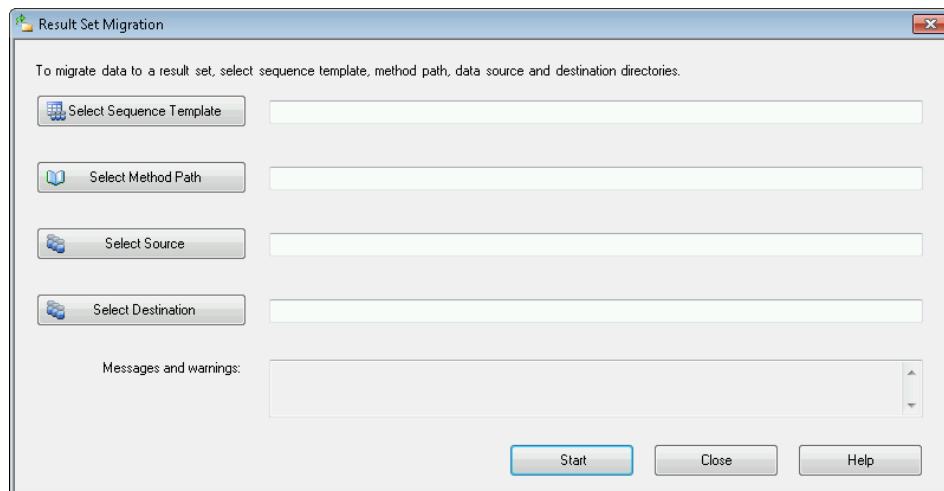 Result Set Migration
To migrate data to a result set, select sequence template, method path, data source and destination directories.
Select Sequence Template
Select Method Path
Select Source
Select Destination
Messages and warnings:
Start Close Help